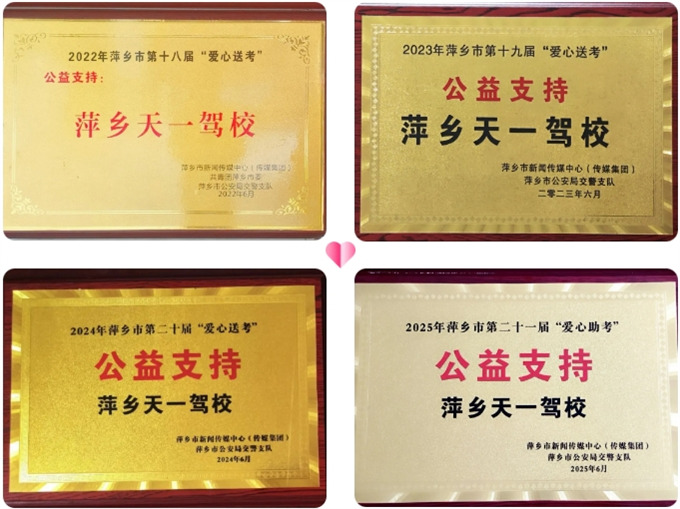 2022年萍乡市第十八届“爱心送考”
公益支持：
萍乡天一驾校
萍乡市新闻传媒中心（传媒集团）
共青团萍乡市委
萍乡市公安局交警支队
2022年6月
2023年萍乡市第十九届“爱心送考”
公益支持
萍乡天一驾校
萍乡市新闻传媒中心（传媒集团）
萍乡市公安局交警支队
二零二三年六月
2024年萍乡市第二十届“爱心送考”
公益支持
萍乡天一驾校
萍乡市新闻传媒中心（传媒集团）
萍乡市公安局交警支队
2024年6月
2025年萍乡市第二十一届“爱心助考”
公益支持
萍乡天一驾校
萍乡市新闻传媒中心（传媒集团）
萍乡市公安局交警支队
2025年6月